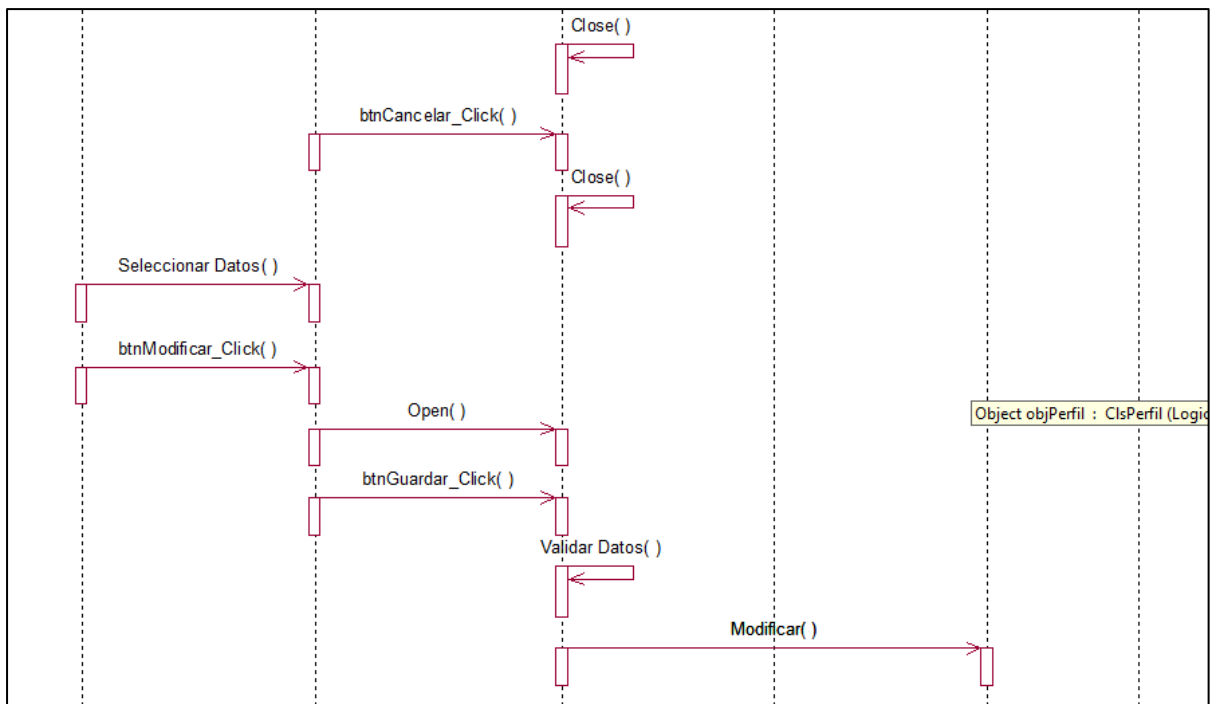 Close( )
btnCancelar_Click( )
Close( )
Seleccionar Datos( )
btnModificar_Click( )
Open( )
Object objPerfil : ClsPerfil (Logic
btnGuardar_Click( )
Validar Datos( )
Modificar( )